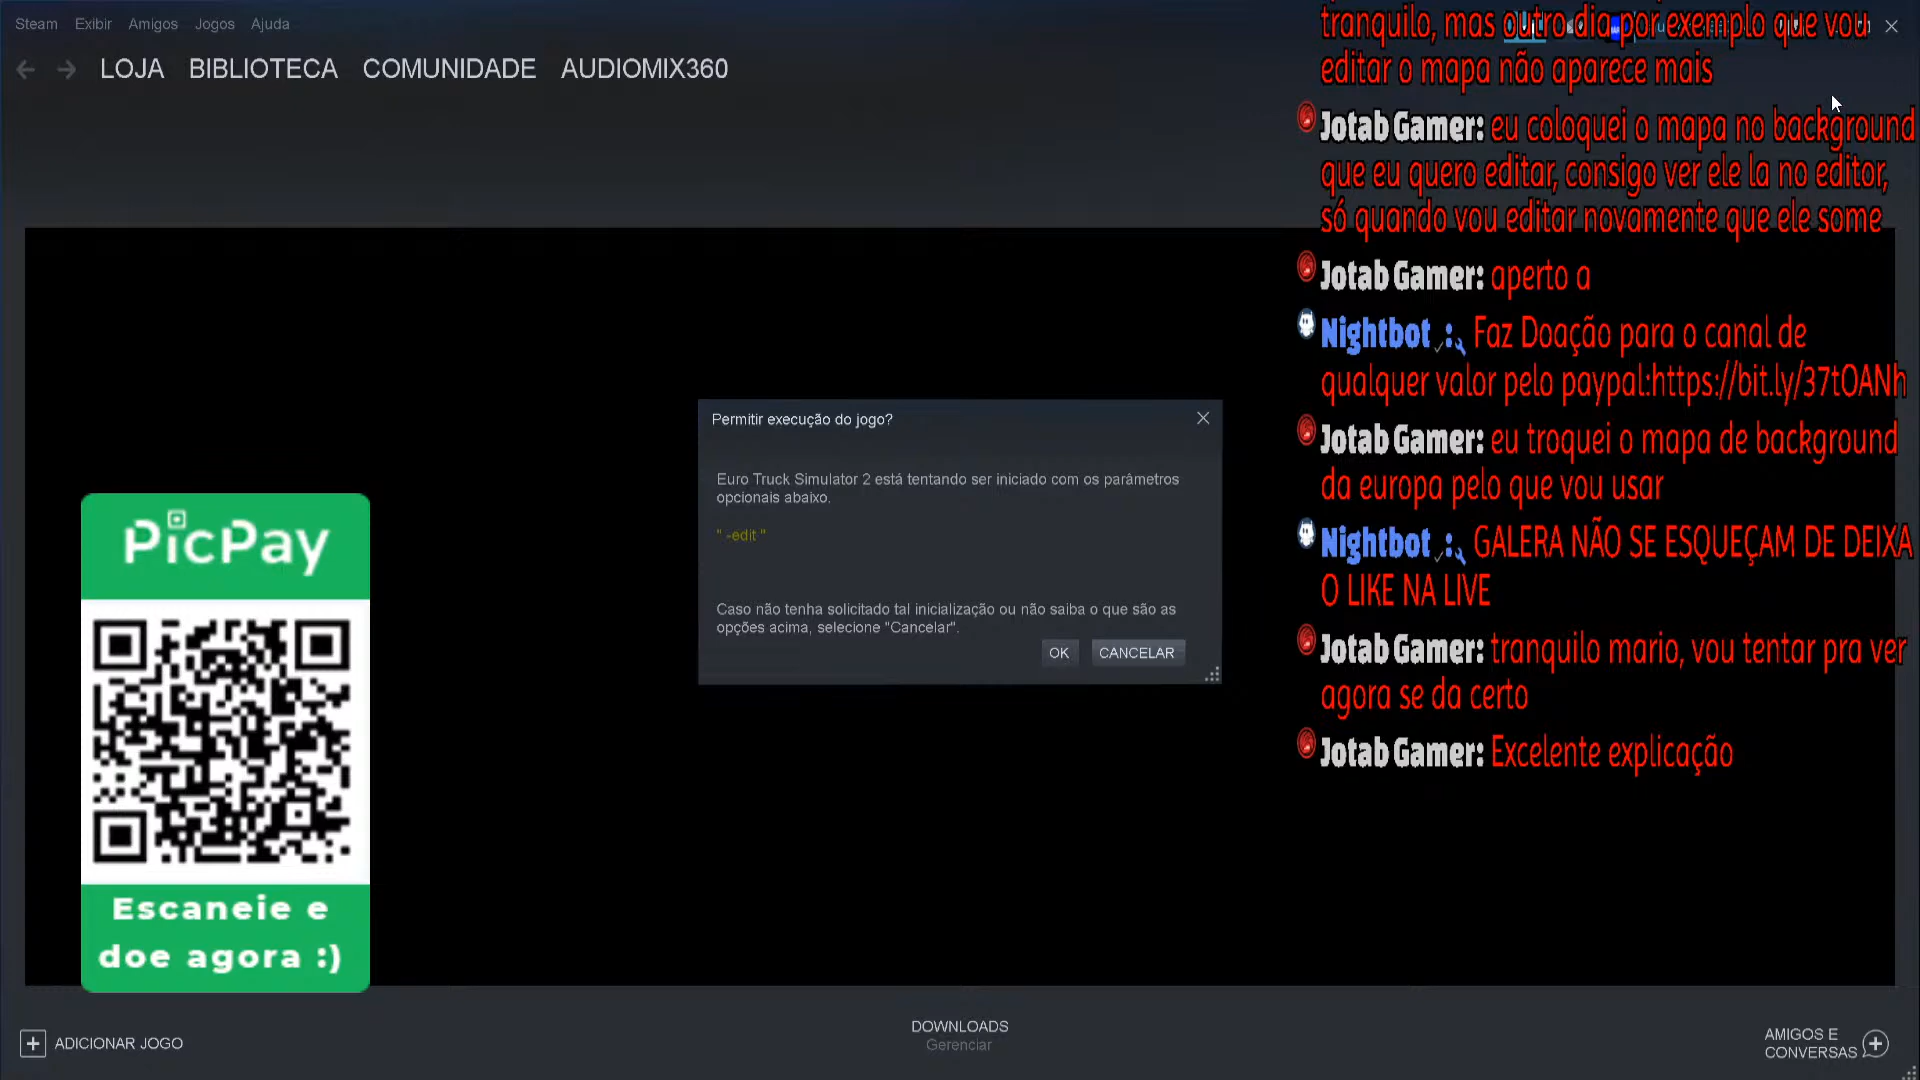 Steam Exibir Amigos Jogos Ajuda
LOJA BIBLIOTECA COMUNIDADE AUDIOMIX360
tranquilo, mas outro dia por exemplo que vou
editar o mapa não aparece mais
Jotab Gamer: eu coloquei o mapa no background
que eu quero editar, consigo ver ele la no editor,
só quando vou editar novamente que ele some
Jotab Gamer: aperto a
Nightbot : Faz Doação para o canal de
qualquer valor pelo paypal:https://bit.ly/37tOANh
Jotab Gamer: eu troquei o mapa de background
da europa pelo que vou usar
Nightbot : GALERA NÃO SE ESQUEÇAM DE DEIXA
O LIKE NA LIVE
Jotab Gamer: tranquilo mario, vou tentar pra ver
agora se da certo
Jotab Gamer: Excelente explicação
Permitir execução do jogo?
Euro Truck Simulator 2 está tentando ser iniciado com os parâmetros
opcionais abaixo.
" -edit "
Caso não tenha solicitado tal inicialização ou não saiba o que são as
opções acima, selecione "Cancelar".
OK CANCELAR
PicPay
Escaneie e
doe agora :)
ADICIONAR JOGO
DOWNLOADS
Gerenciar
AMIGOS E
CONVERSAS